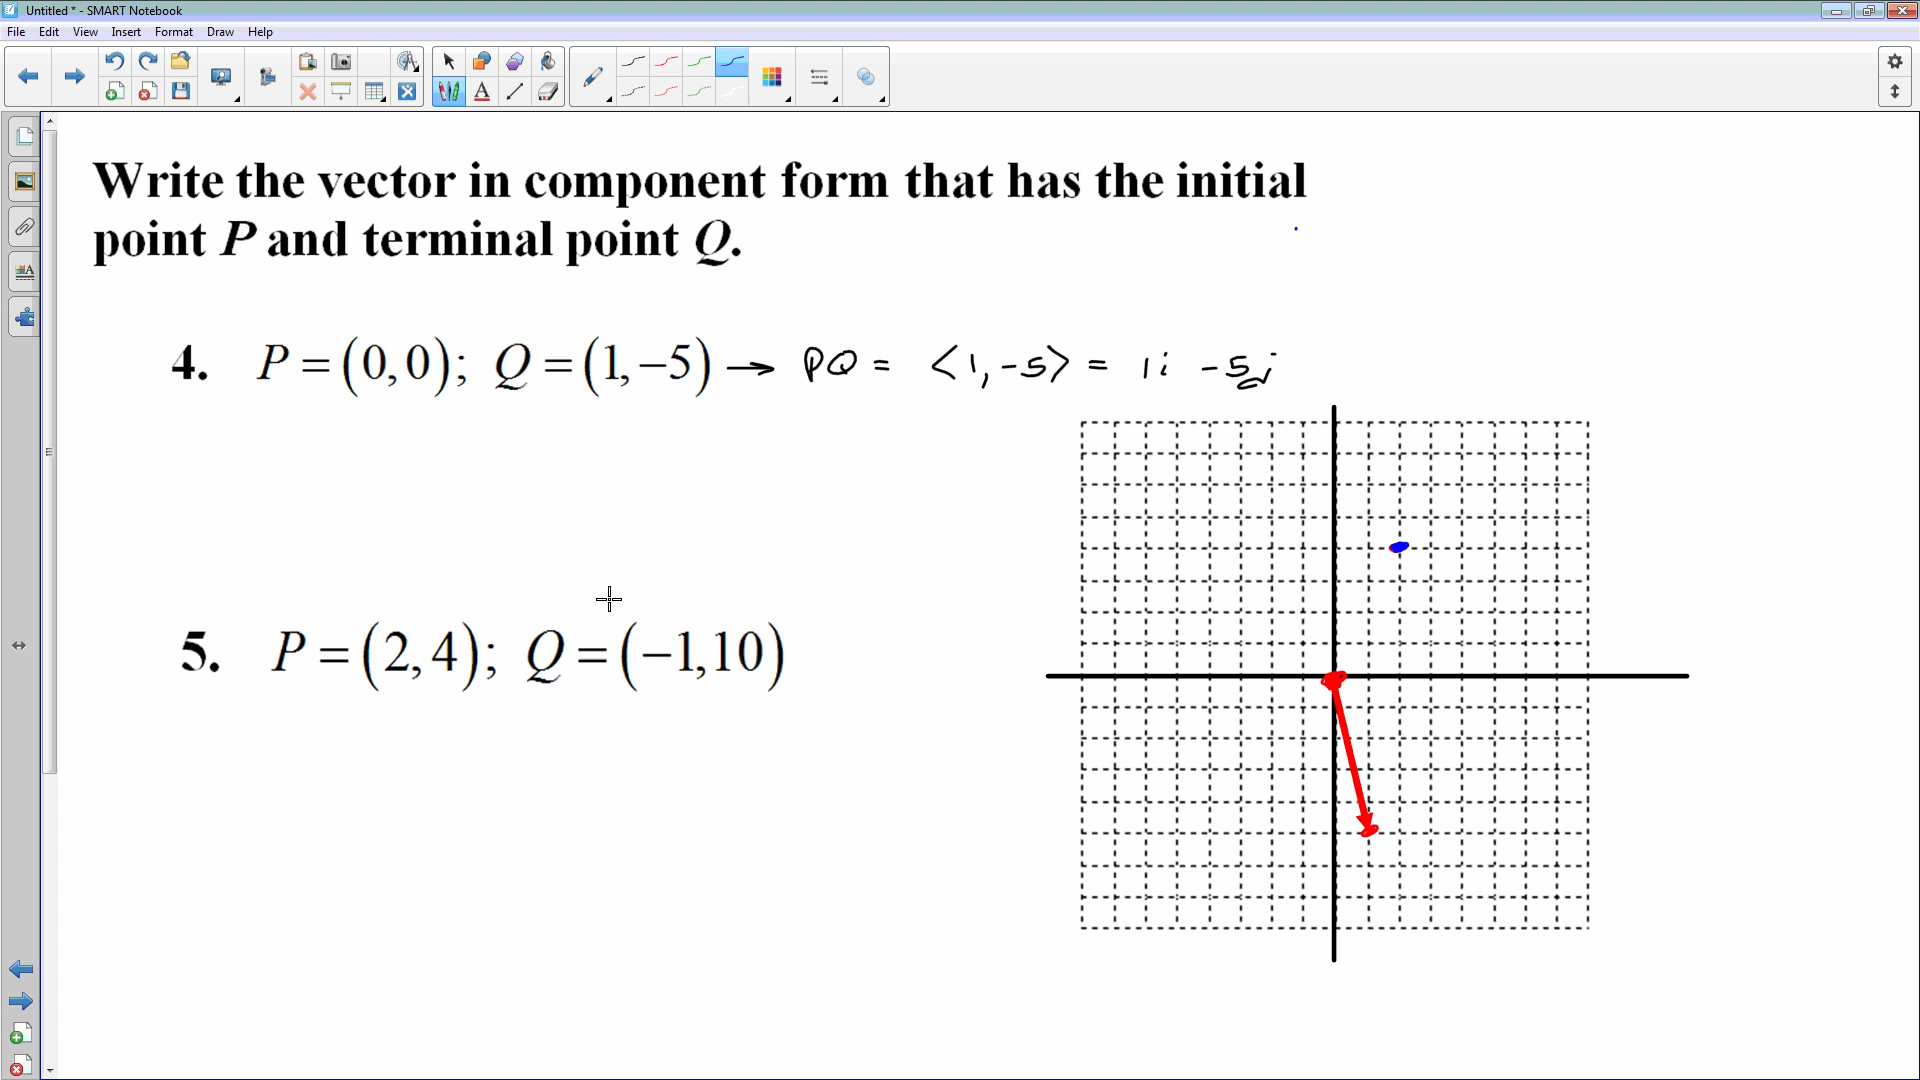 Untitled * - SMART Notebook
File Edit View Insert Format Draw Help
Write the vector in component form that has the initial
point P and terminal point Q.
4. P = (0,0); Q = (1,−5) → PQ = <1,-5> = 1i -5j
5. P = (2,4); Q = (−1,10)